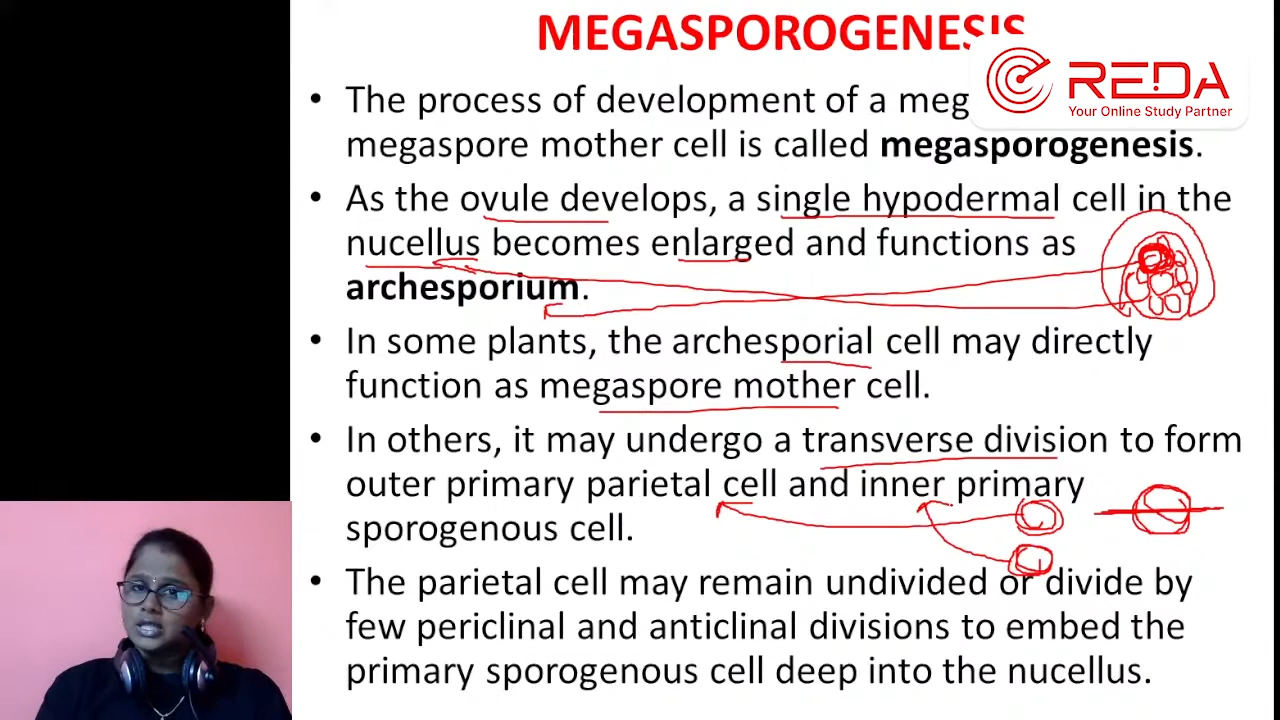 MEGASPOROGENESIS
REDA
Your Online Study Partner
• The process of development of a meg
megaspore mother cell is called megasporogenesis.
• As the ovule develops, a single hypodermal cell in the
nucellus becomes enlarged and functions as
archesporium.
• In some plants, the archesporial cell may directly
function as megaspore mother cell.
• In others, it may undergo a transverse division to form
outer primary parietal cell and inner primary
sporogenous cell.
• The parietal cell may remain undivided or divide by
few periclinal and anticlinal divisions to embed the
primary sporogenous cell deep into the nucellus.